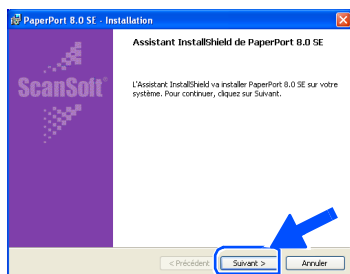 PaperPort 8.0 SE - Installation
Assistant InstallShield de PaperPort 8.0 SE
ScanSoft®
L'Assistant InstallShield va installer PaperPort 8.0 SE sur votre
système. Pour continuer, cliquez sur Suivant.
< Précédent
Suivant >
Annuler